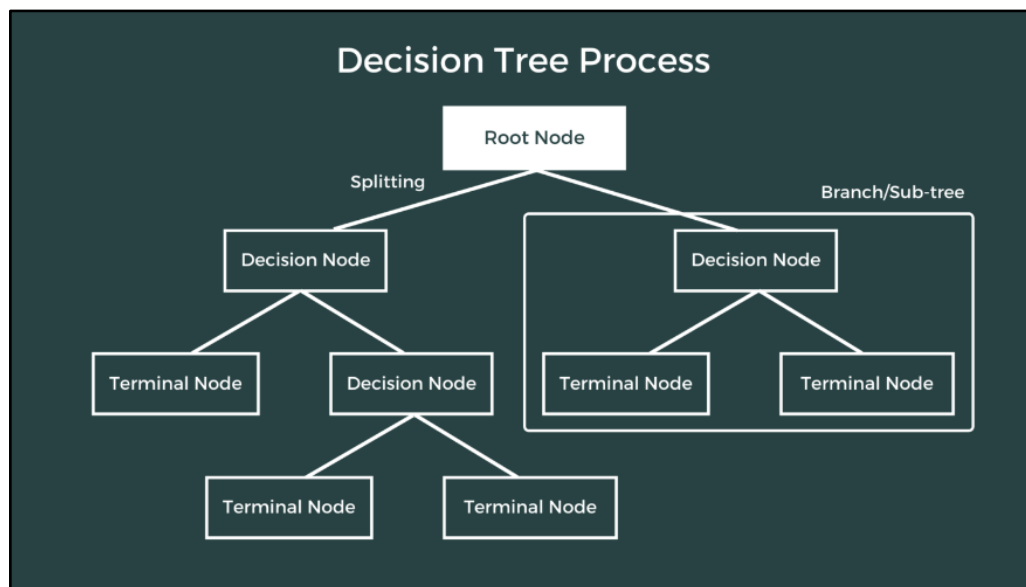 Decision Tree Process
Root Node
Splitting
Branch/Sub-tree
Decision Node
Decision Node
Terminal Node
Decision Node
Terminal Node
Terminal Node
Terminal Node
Terminal Node